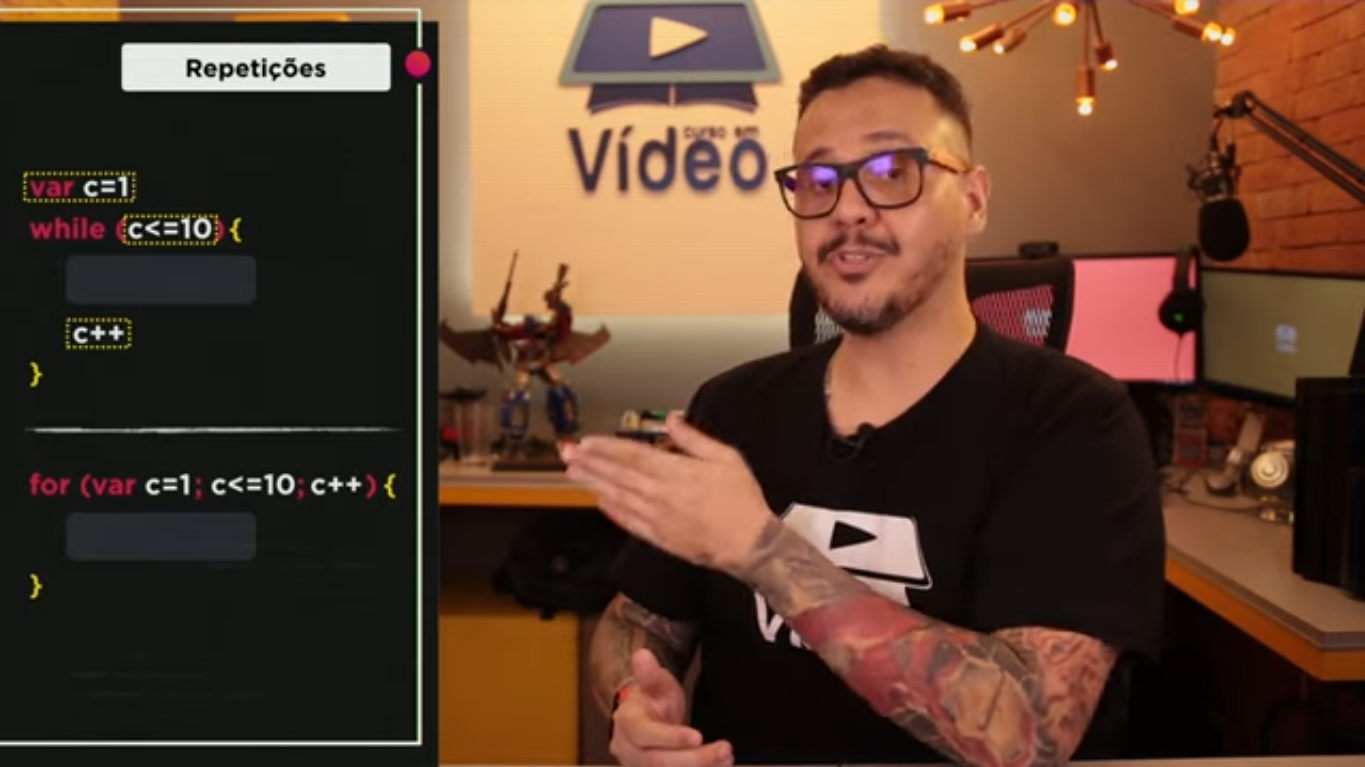 Repetições
var c=1
while (c<=10) {
c++
}
for (var c=1; c<=10; c++) {
}
curso em
Vídeo